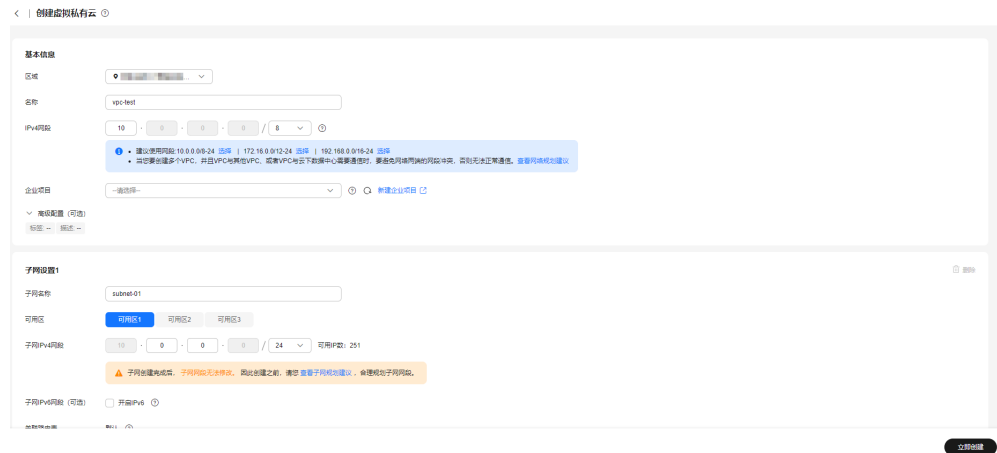 创建虚拟私有云
基本信息
区域
名称 vpc-test
IPv4网段 10 · 0 · 0 · 0 / 8
建议使用网段:10.0.0.0/8-24 选择 | 172.16.0.0/12-24 选择 | 192.168.0.0/16-24 选择
当您要创建多个VPC，并且VPC与其他VPC、或者VPC与云下数据中心需要通信时，要避免网络两端的网段冲突，否则无法正常通信。查看网络规划建议
企业项目 --请选择-- 新建企业项目
高级配置（可选）
标签: -- 描述: --
子网设置1 删除
子网名称 subnet-01
可用区 可用区1 可用区2 可用区3
子网IPv4网段 10 · 0 · 0 · 0 / 24 可用IP数：251
子网创建完成后，子网网段无法修改。因此创建之前，请您 查看子网规划建议 ，合理规划子网网段。
子网IPv6网段（可选） 开启IPv6
立即创建